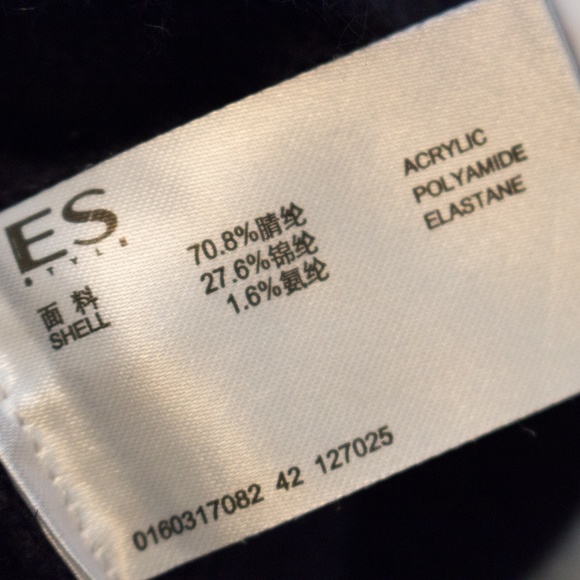 ES
STYLE
面料
SHELL
70.8%腈纶 ACRYLIC
27.6%锦纶 POLYAMIDE
1.6%氨纶 ELASTANE
0160317082 42 127025